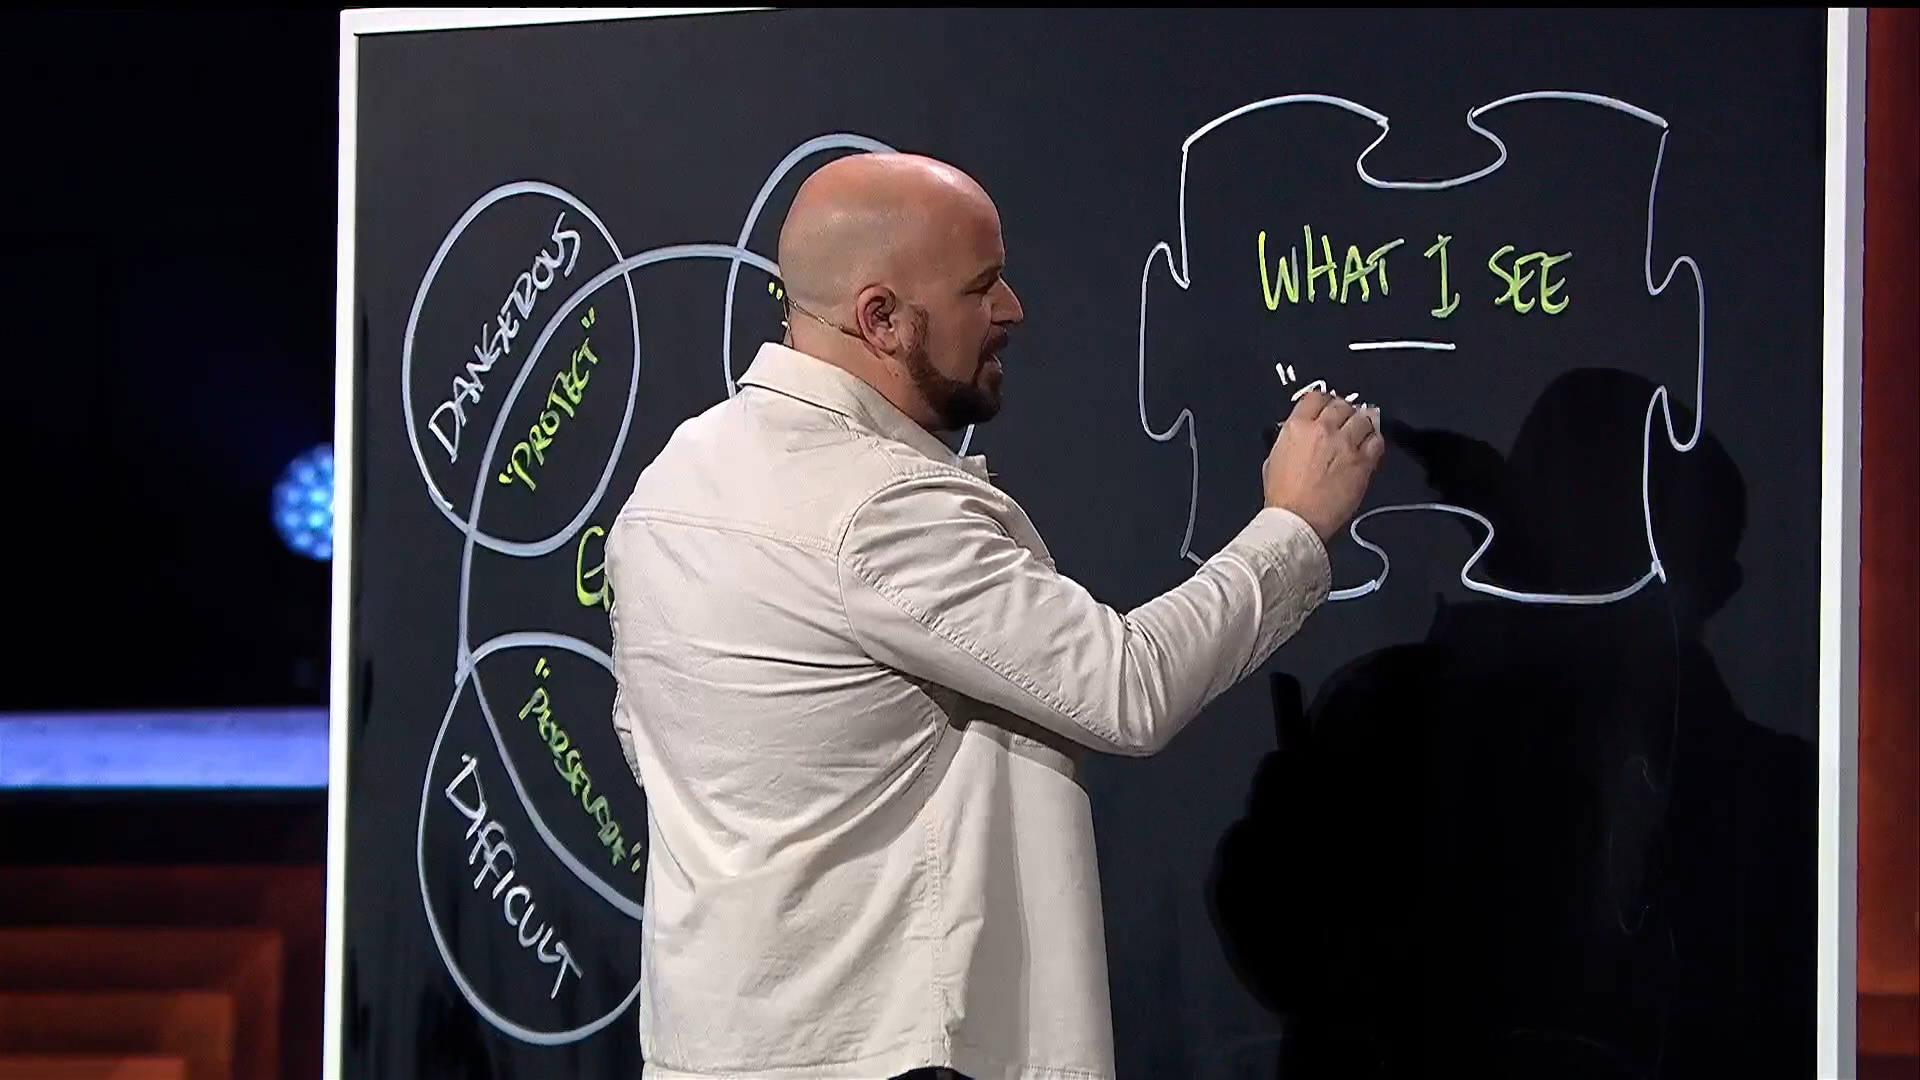 DANGEROUS
"PROTECT"
"PERSEVERE"
DIFFICULT
WHAT I SEE